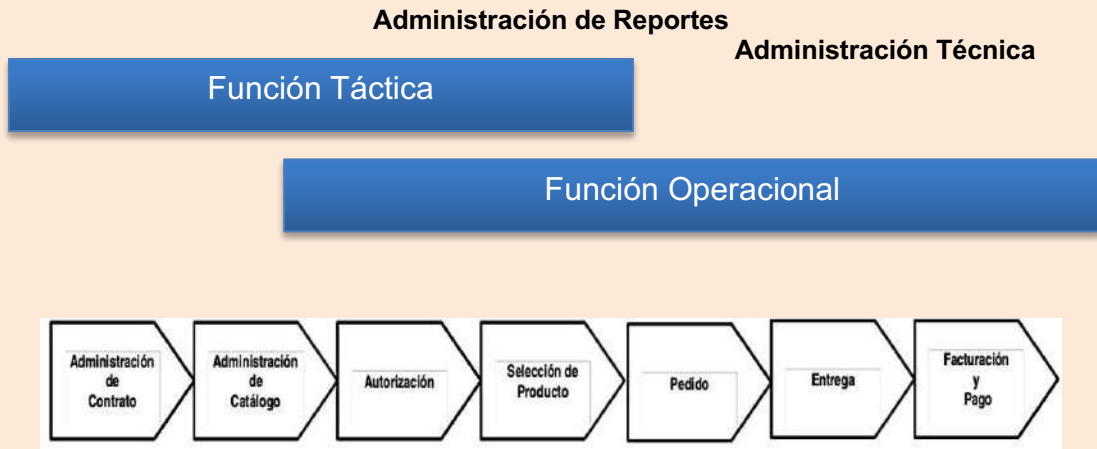 Administración de Reportes
Administración Técnica
Función Táctica
Función Operacional
Administración
de
Contrato
Administración
de
Catálogo
Autorización
Selección de
Producto
Pedido
Entrega
Facturación
y
Pago